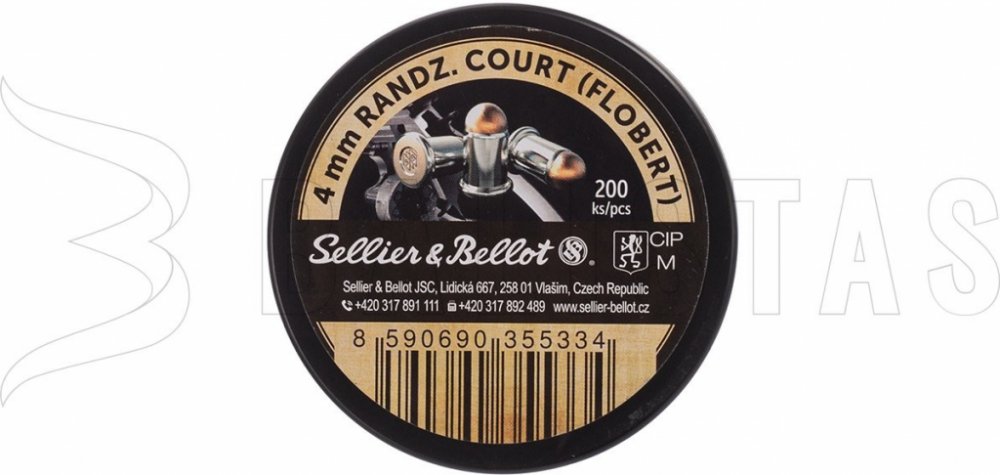 4 mm RANDZ. COURT (FLOBERT)
200
ks/pcs
Sellier & Bellot ®
CIP
M
Sellier & Bellot JSC, Lidická 667, 258 01 Vlašim, Czech Republic
+420 317 891 111 +420 317 892 489 www.sellier-bellot.cz
8 590690 355334
TAS